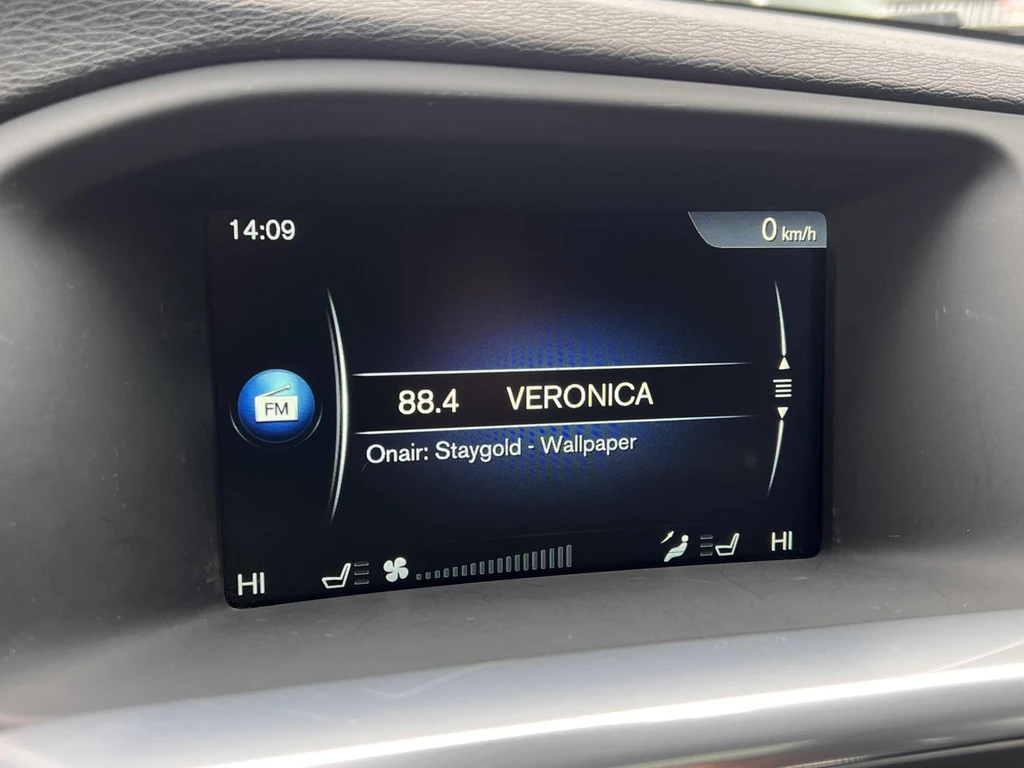 14:09
0 km/h
FM
88.4 VERONICA
Onair: Staygold - Wallpaper
HI
HI